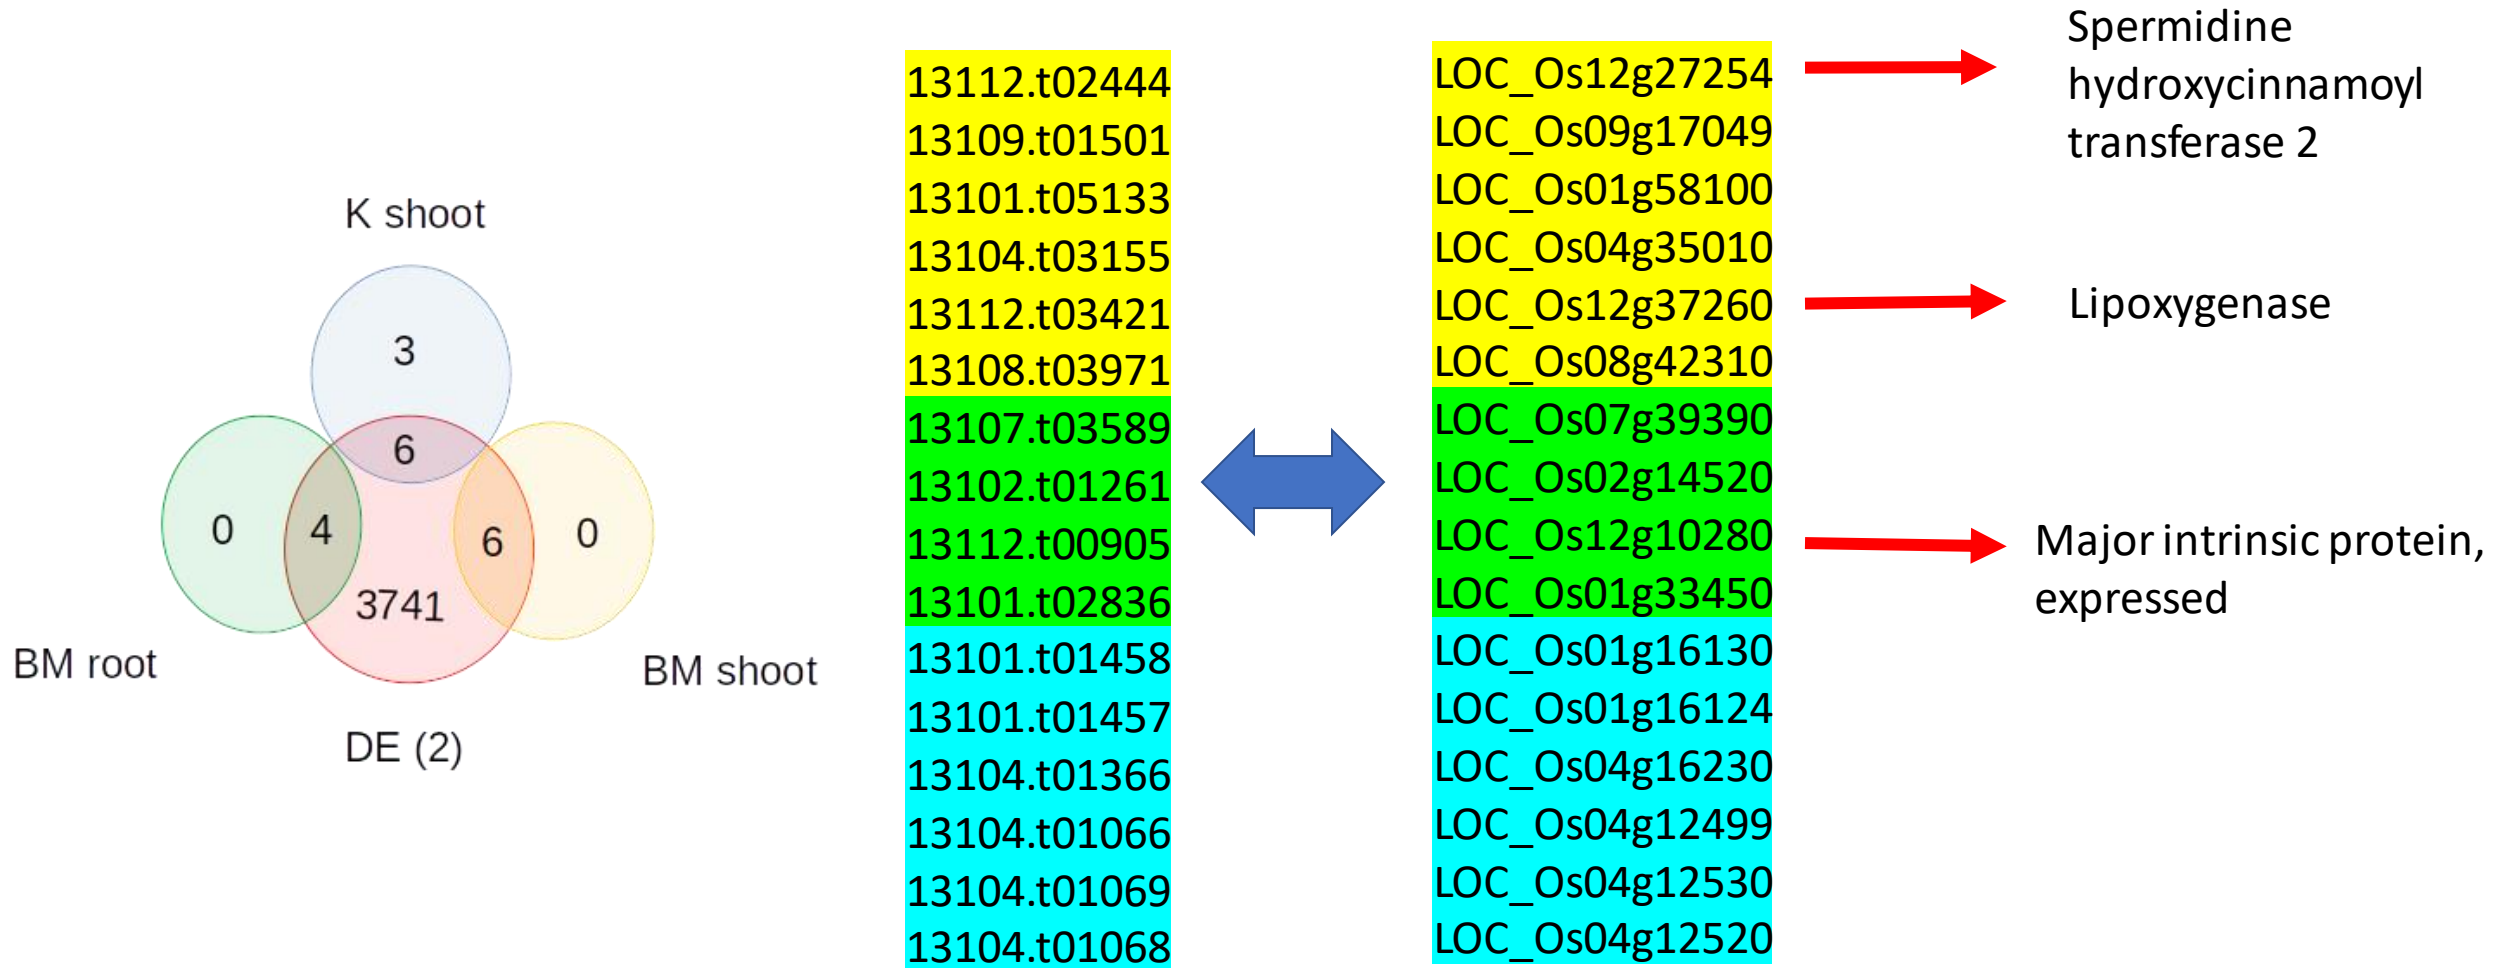 K shoot
3
6
0
4
6
0
3741
BM root
BM shoot
DE (2)
13112.t02444
13109.t01501
13101.t05133
13104.t03155
13112.t03421
13108.t03971
13107.t03589
13102.t01261
13112.t00905
13101.t02836
13101.t01458
13101.t01457
13104.t01366
13104.t01066
13104.t01069
13104.t01068
LOC_Os12g27254
LOC_Os09g17049
LOC_Os01g58100
LOC_Os04g35010
LOC_Os12g37260
LOC_Os08g42310
LOC_Os07g39390
LOC_Os02g14520
LOC_Os12g10280
LOC_Os01g33450
LOC_Os01g16130
LOC_Os01g16124
LOC_Os04g16230
LOC_Os04g12499
LOC_Os04g12530
LOC_Os04g12520
Spermidine
hydroxycinnamoyl
transferase 2
Lipoxygenase
Major intrinsic protein,
expressed